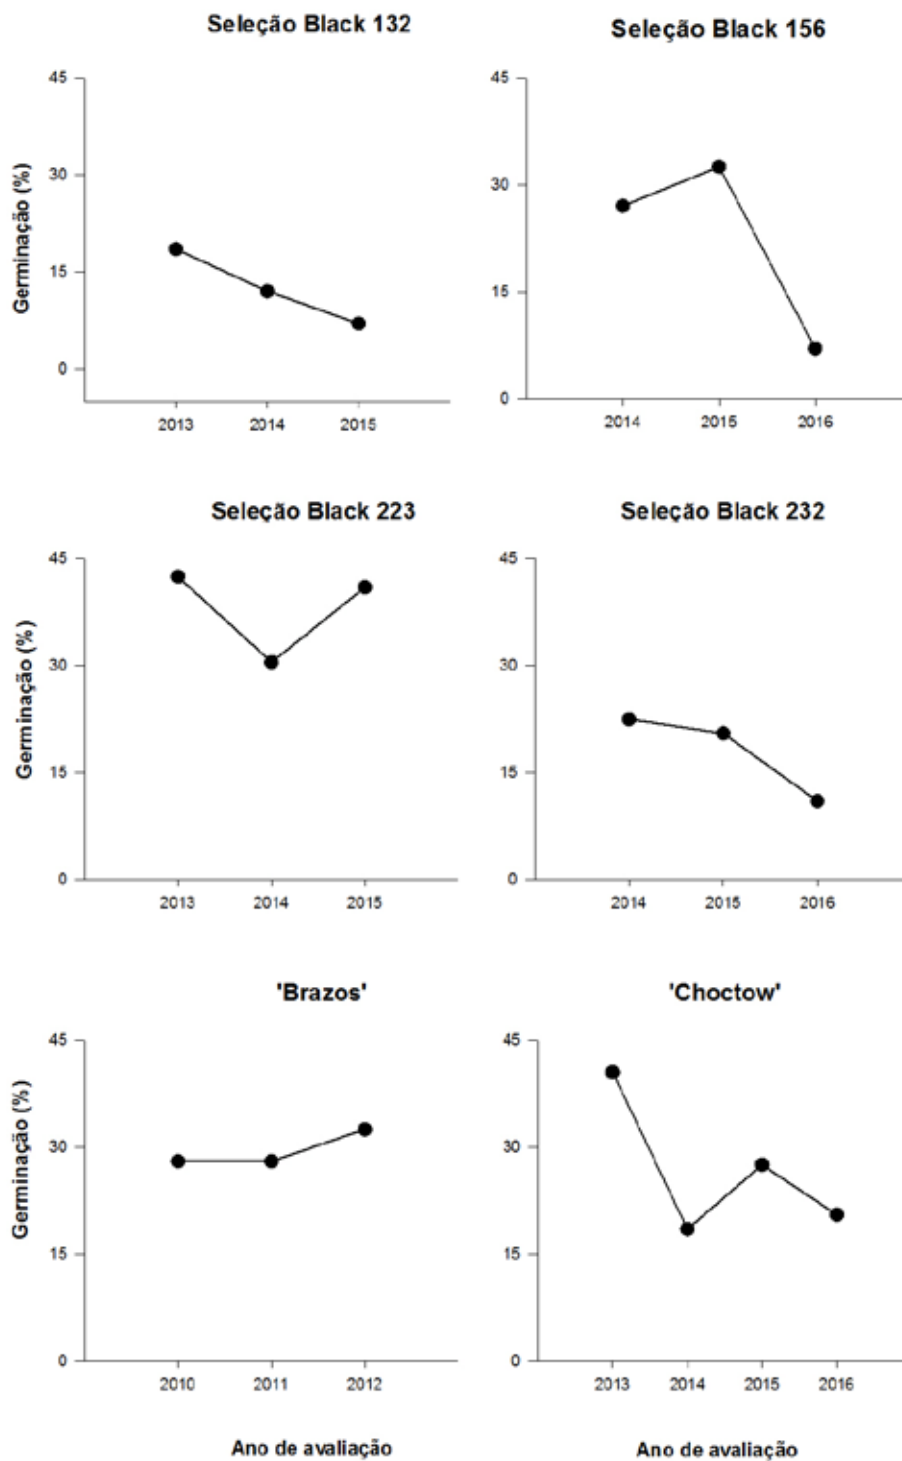 Seleção Black 132
Germinação (%)
45
30
15
0
2013 2014 2015
Seleção Black 156
45
30
15
0
2014 2015 2016
Seleção Black 223
Germinação (%)
45
30
15
0
2013 2014 2015
Seleção Black 232
45
30
15
0
2014 2015 2016
'Brazos'
Germinação (%)
45
30
15
0
2010 2011 2012
Ano de avaliação
'Choctow'
45
30
15
0
2013 2014 2015 2016
Ano de avaliação